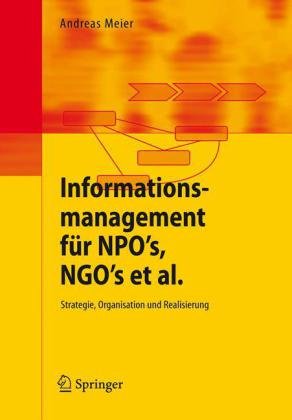 Andreas Meier
Informations-
management
für NPO's,
NGO's et al.
Strategie, Organisation und Realisierung
Springer